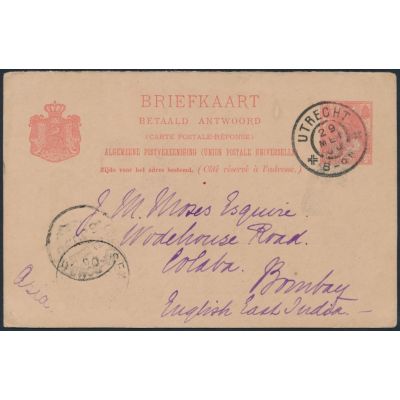 BRIEFKAART
BETAALD ANTWOORD
(CARTE POSTALE-RÉPONSE)
ALGEMEENE POSTVEREENIGING (UNION POSTALE UNIVERSELLE)
Zijde voor het adres bestemd. (Côté réservé à l'adresse.)
UTRECHT
29
MEI
J. M. Moses Esquire.
Wodehouse Road.
Colaba.
Bombay
English East India
Asia